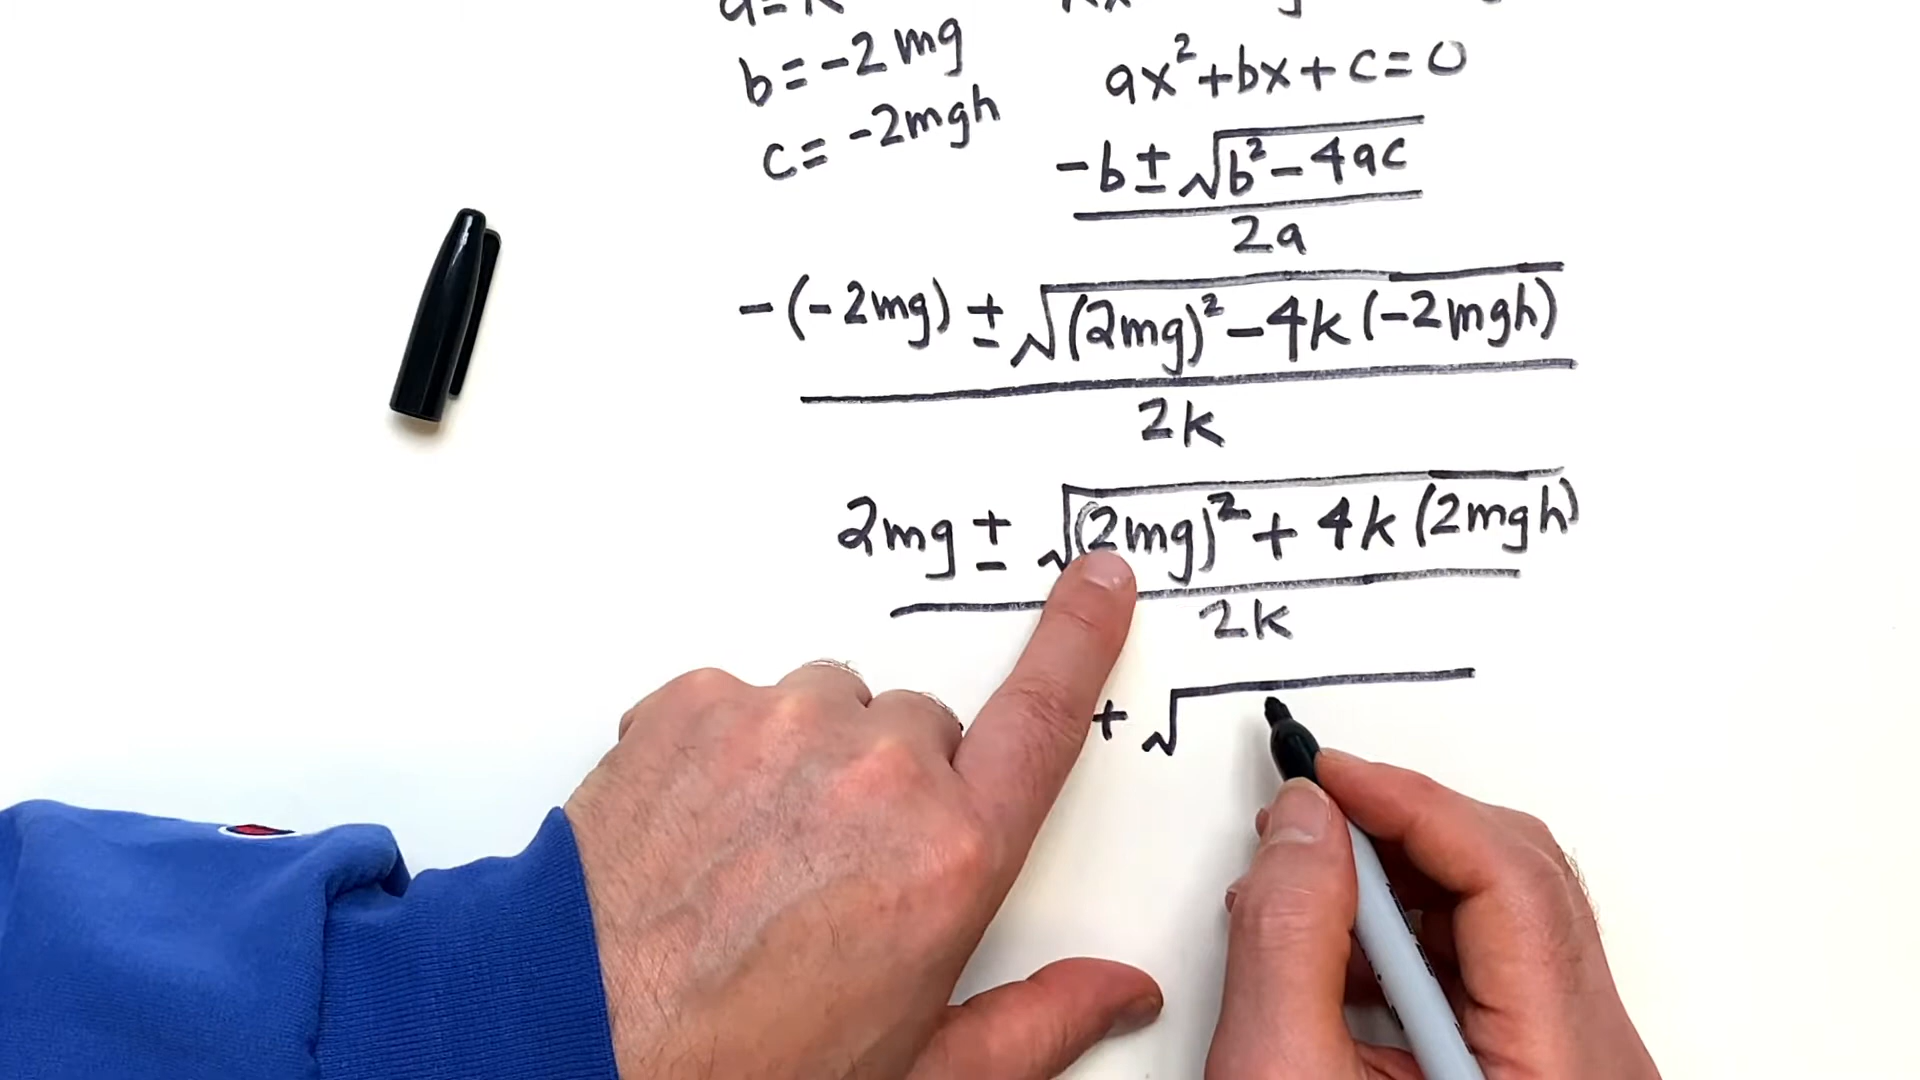 b = -2mg
c = -2mgh
ax² + bx + c = 0
-b ± √b² - 4ac
2a
-(-2mg) ± √(2mg)² - 4k(-2mgh)
2k
2mg ± √(2mg)² + 4k(2mgh)
2k
+ √